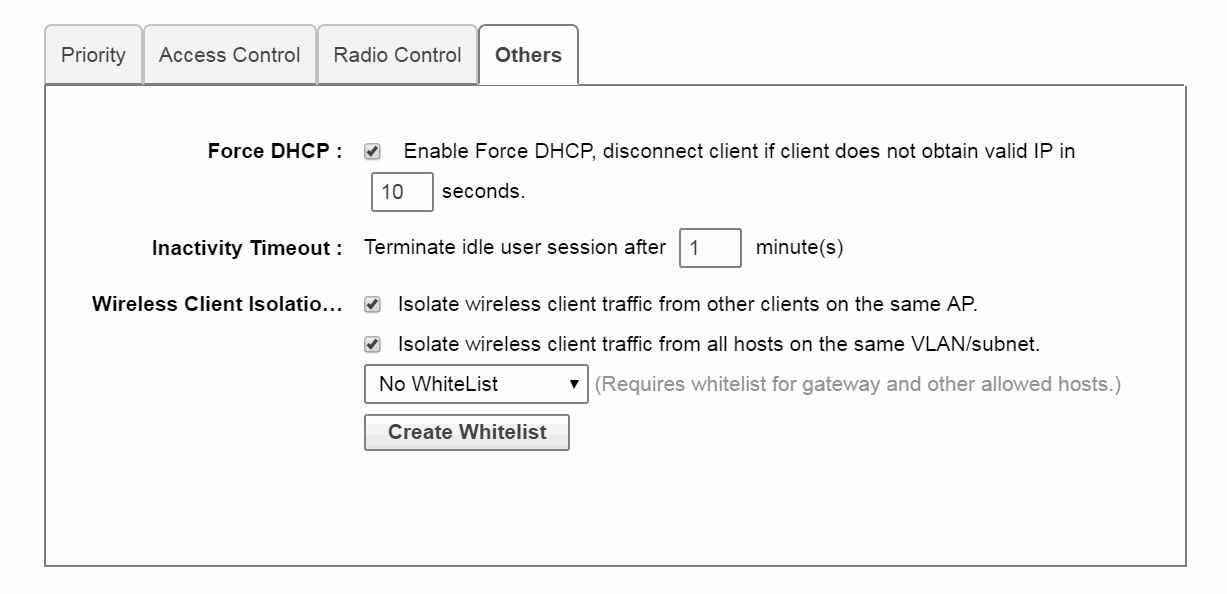 Priority Access Control Radio Control Others
Force DHCP : Enable Force DHCP, disconnect client if client does not obtain valid IP in
10 seconds.
Inactivity Timeout : Terminate idle user session after 1 minute(s)
Wireless Client Isolatio... Isolate wireless client traffic from other clients on the same AP.
Isolate wireless client traffic from all hosts on the same VLAN/subnet.
No WhiteList (Requires whitelist for gateway and other allowed hosts.)
Create Whitelist